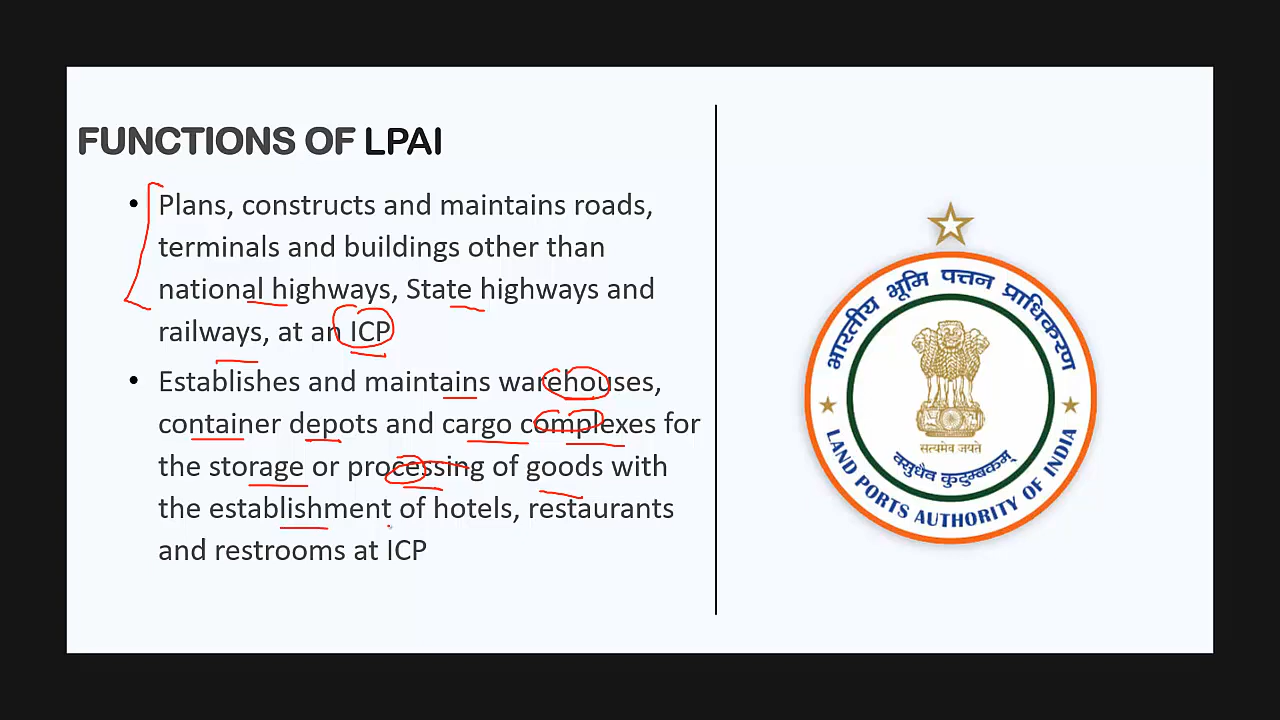 FUNCTIONS OF LPAI
• Plans, constructs and maintains roads,
terminals and buildings other than
national highways, State highways and
railways, at an ICP
• Establishes and maintains warehouses,
container depots and cargo complexes for
the storage or processing of goods with
the establishment of hotels, restaurants
and restrooms at ICP
भारतीय भूमि पत्तन प्राधिकरण
सत्यमेव जयते
वसुधैव कुटुम्बकम्
LAND PORTS AUTHORITY OF INDIA